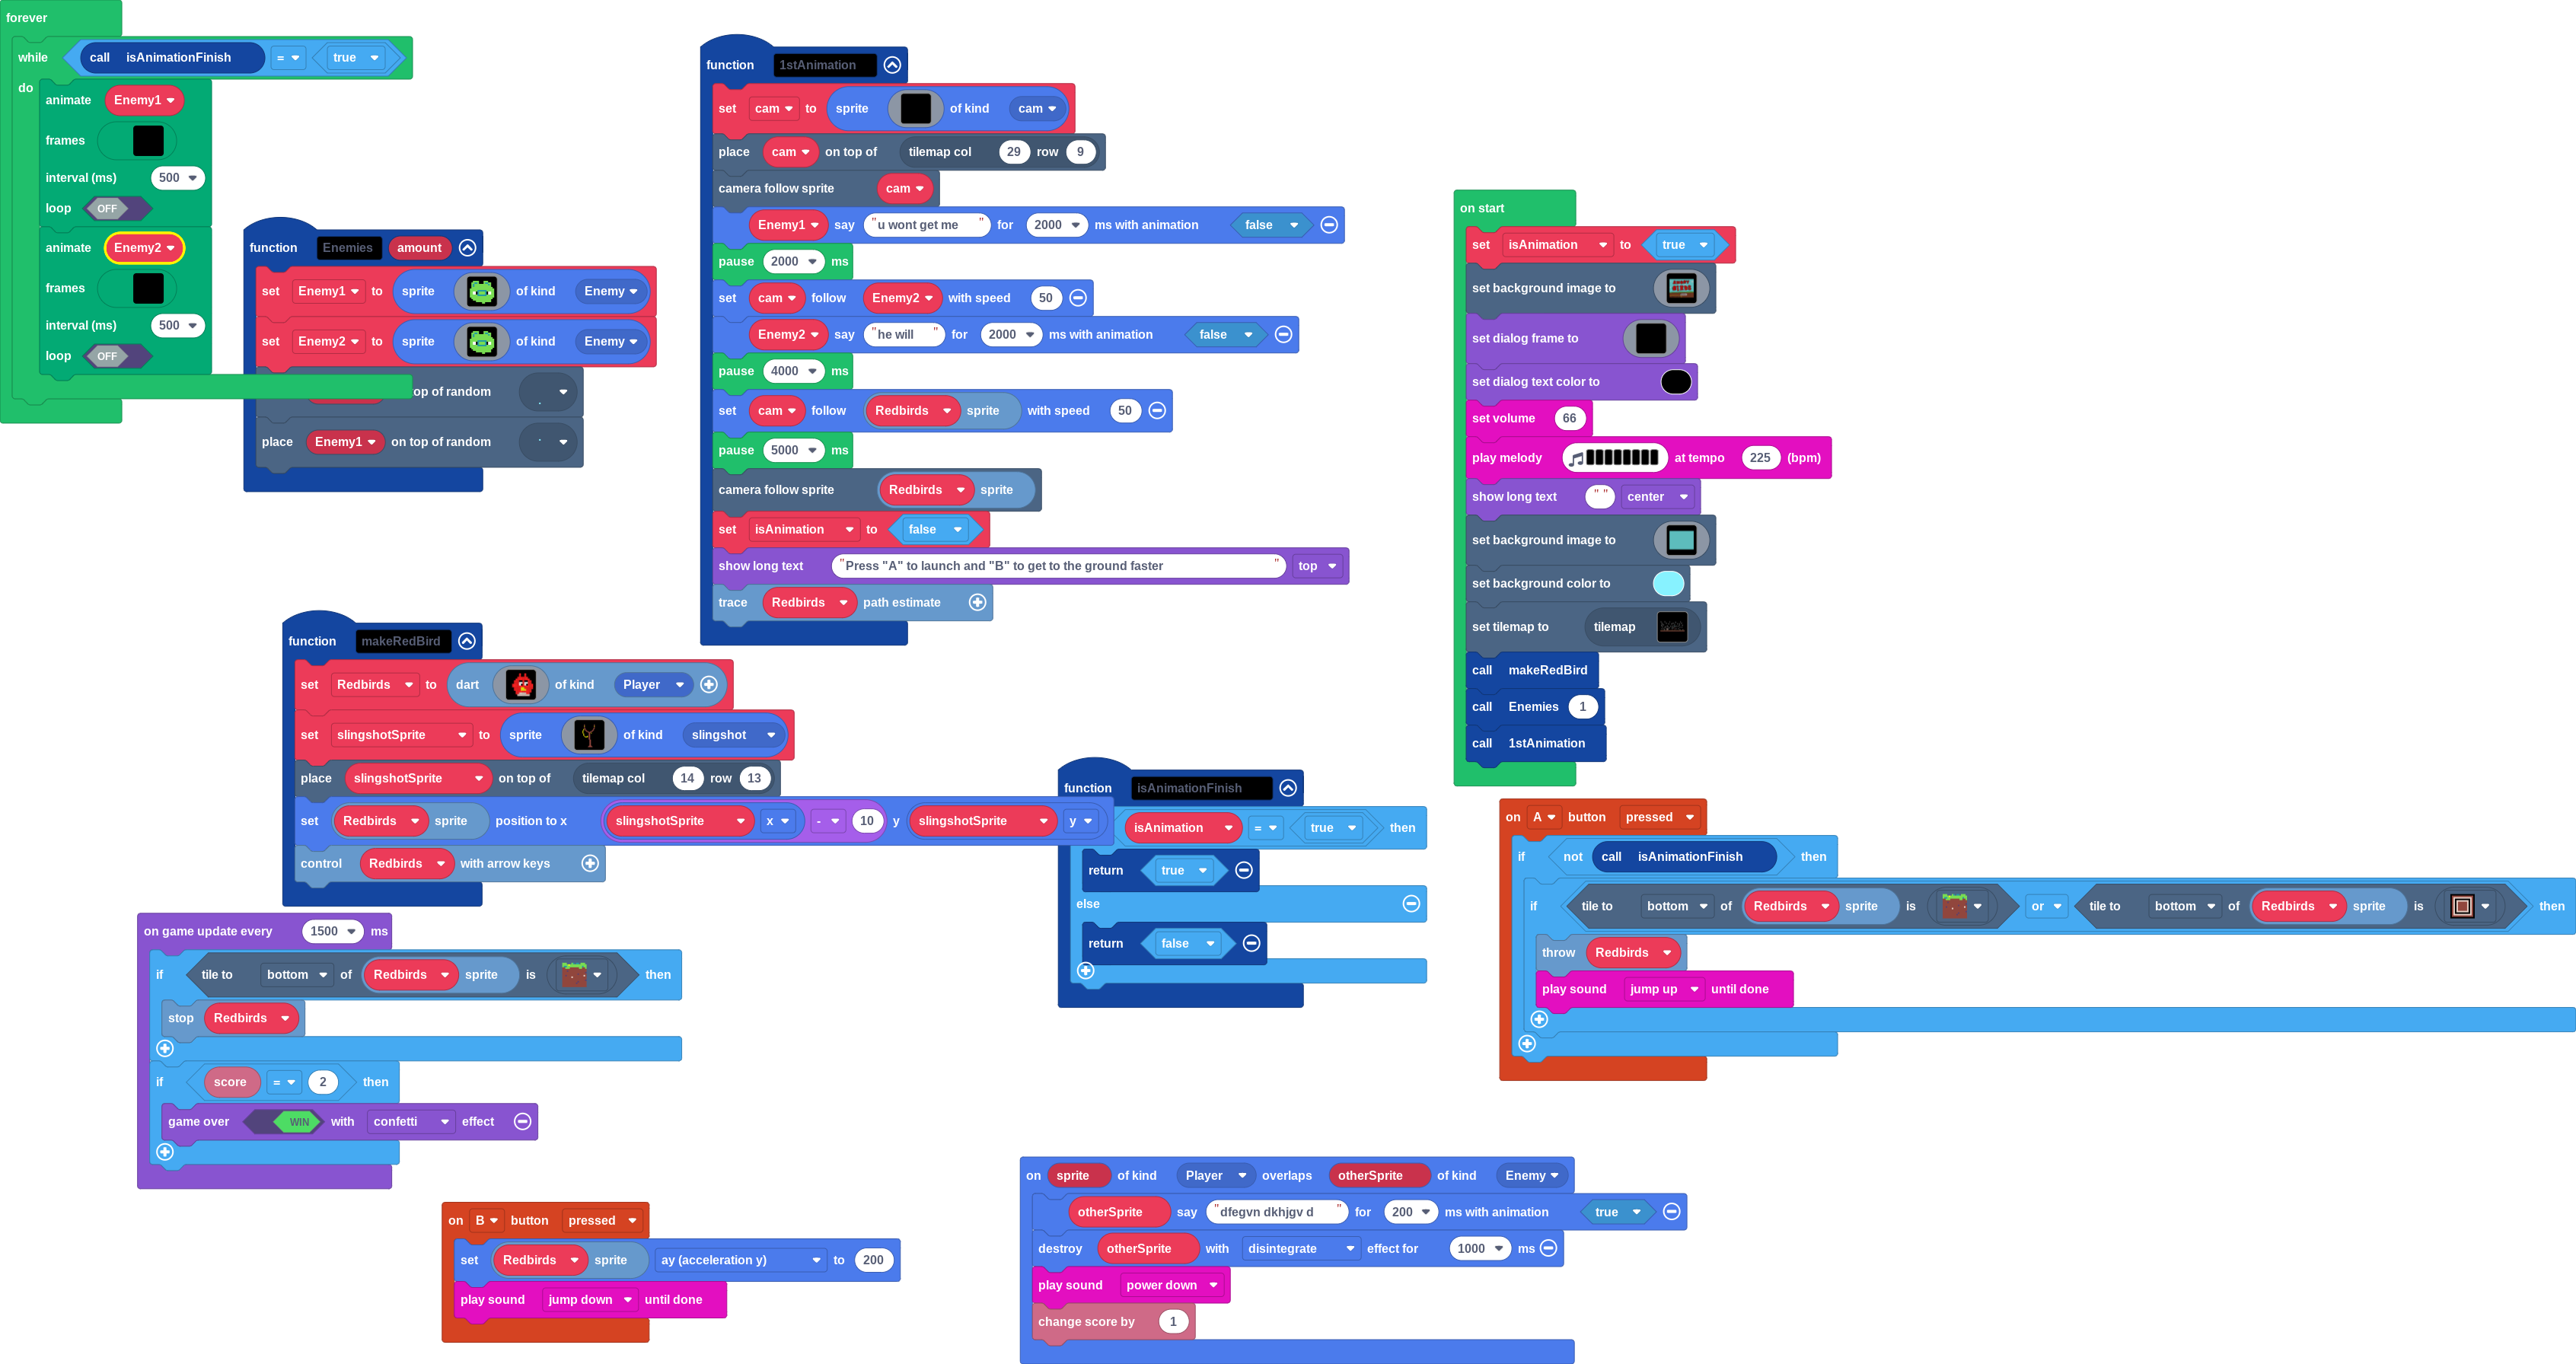 forever
while call isAnimationFinish = true
do
animate Enemy1
frames
interval (ms) 500
loop OFF
animate Enemy2
frames
interval (ms) 500
loop OFF
function Enemies amount
set Enemy1 to sprite of kind Enemy
set Enemy2 to sprite of kind Enemy
op of random
place Enemy1 on top of random
function 1stAnimation
set cam to sprite of kind cam
place cam on top of tilemap col 29 row 9
camera follow sprite cam
Enemy1 say "u wont get me" for 2000 ms with animation false
pause 2000 ms
set cam follow Enemy2 with speed 50
Enemy2 say "he will" for 2000 ms with animation false
pause 4000 ms
set cam follow Redbirds sprite with speed 50
pause 5000 ms
camera follow sprite Redbirds sprite
set isAnimation to false
show long text "Press "A" to launch and "B" to get to the ground faster" top
trace Redbirds path estimate
on start
set isAnimation to true
set background image to
set dialog frame to
set dialog text color to
set volume 66
play melody at tempo 225 (bpm)
show long text "" center
set background image to
set background color to
set tilemap to tilemap
call makeRedBird
call Enemies 1
call 1stAnimation
function makeRedBird
set Redbirds to dart of kind Player
set slingshotSprite to sprite of kind slingshot
place slingshotSprite on top of tilemap col 14 row 13
set Redbirds sprite position to x slingshotSprite x - 10 y slingshotSprite y
control Redbirds with arrow keys
function isAnimationFinish
isAnimation = true then
return true
else
return false
on A button pressed
if not call isAnimationFinish then
if tile to bottom of Redbirds sprite is or tile to bottom of Redbirds sprite is then
throw Redbirds
play sound jump up until done
on game update every 1500 ms
if tile to bottom of Redbirds sprite is then
stop Redbirds
if score = 2 then
game over WIN with confetti effect
on B button pressed
set Redbirds sprite ay (acceleration y) to 200
play sound jump down until done
on sprite of kind Player overlaps otherSprite of kind Enemy
otherSprite say "dfegvn dkhjgv d" for 200 ms with animation true
destroy otherSprite with disintegrate effect for 1000 ms
play sound power down
change score by 1